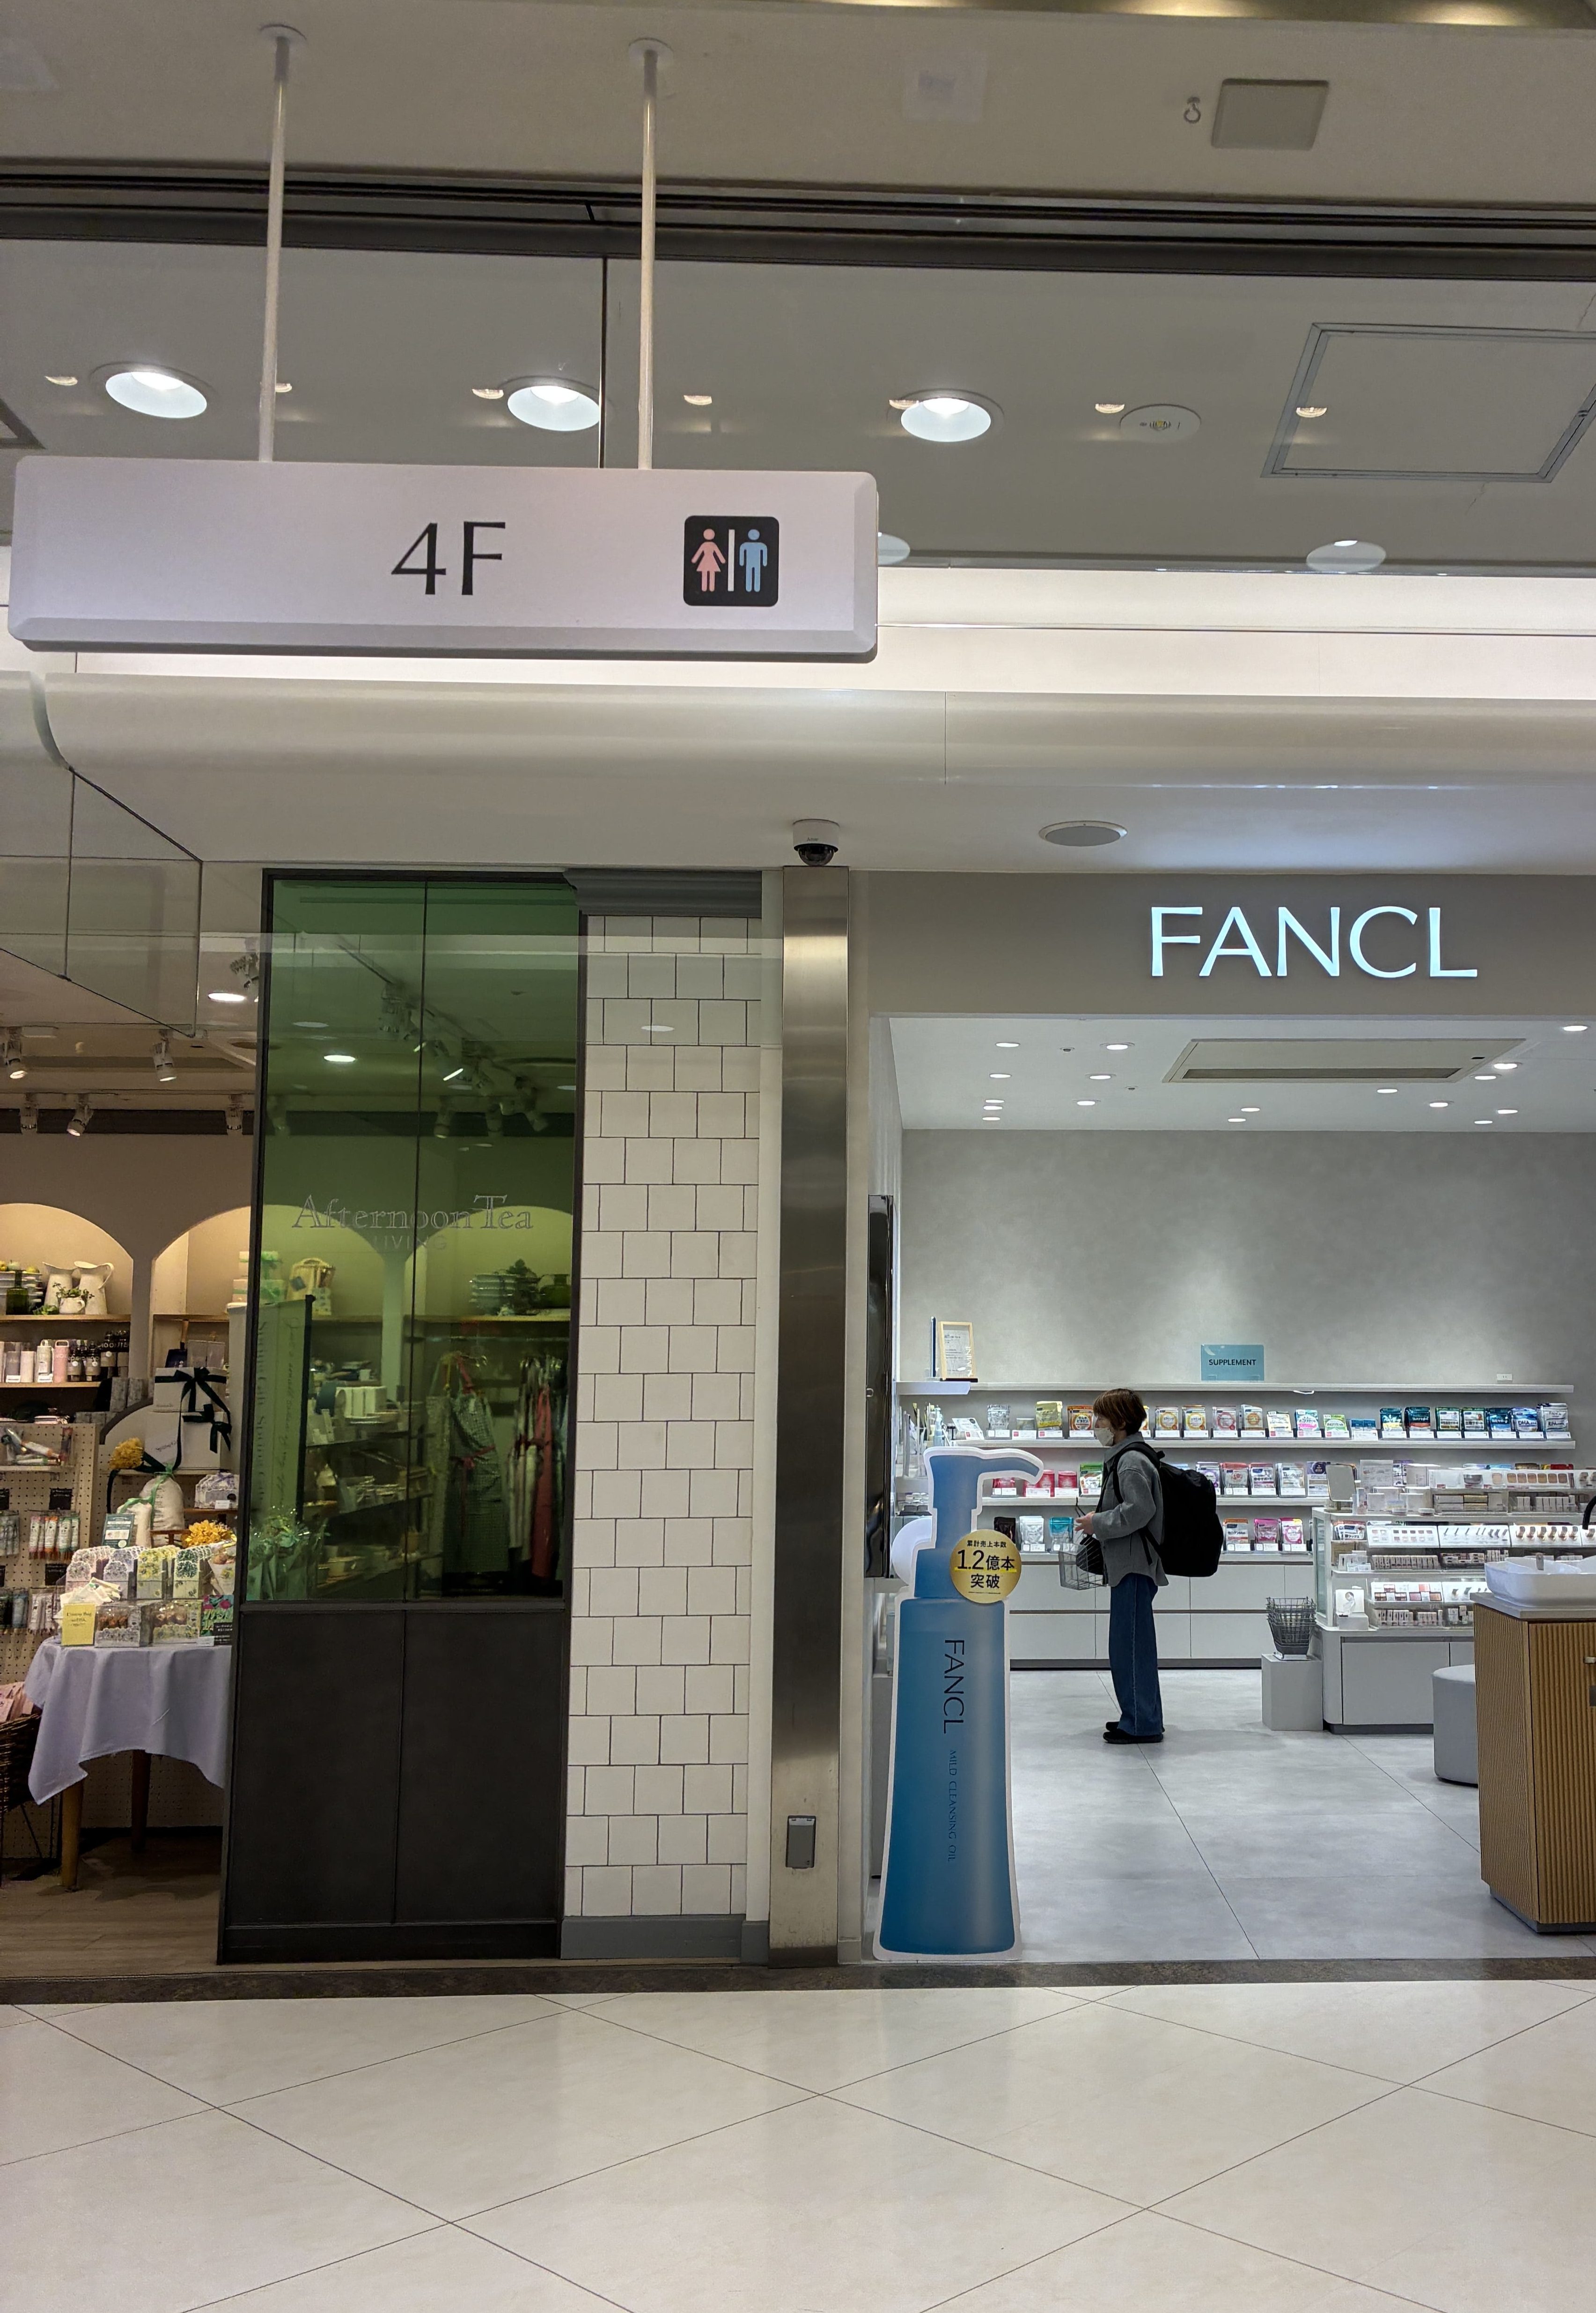 4F
FANCL
Afternoon Tea
LIVING
SUPPLEMENT
累計売上本数
1.2億本
突破
FANCL
MILD CLEANSING OIL